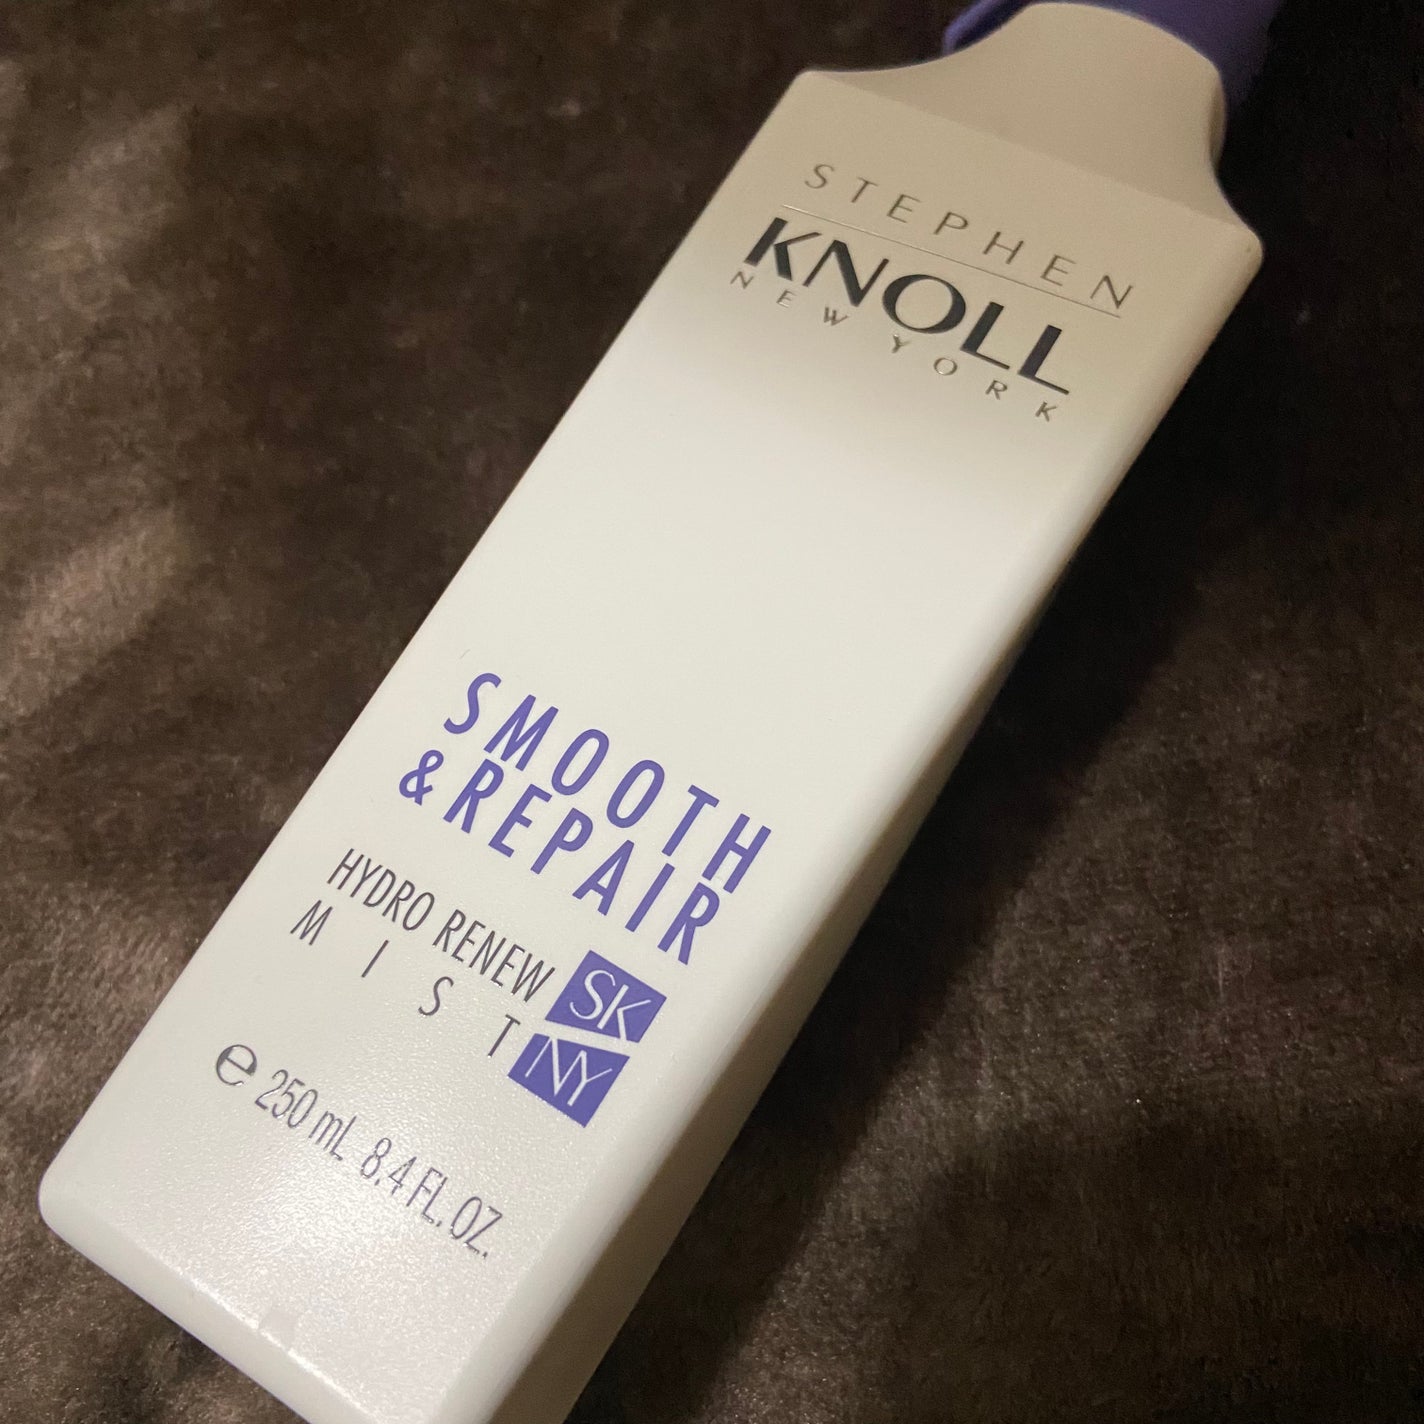 STEPHEN
KNOLL
NEW YORK
SMOOTH
& REPAIR
HYDRO RENEW
MIST
SK
NY
℮ 250 mL 8.4 FL. OZ.